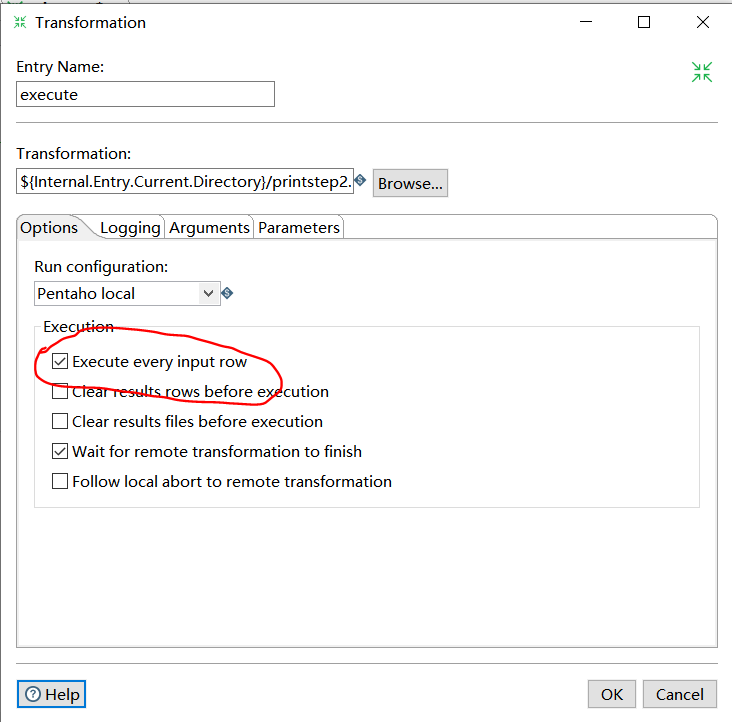 Transformation
Entry Name:
execute
Transformation:
${Internal.Entry.Current.Directory}/printstep2.
Browse...
Options Logging Arguments Parameters
Run configuration:
Pentaho local
Execution
Execute every input row
Clear results rows before execution
Clear results files before execution
Wait for remote transformation to finish
Follow local abort to remote transformation
Help
OK
Cancel